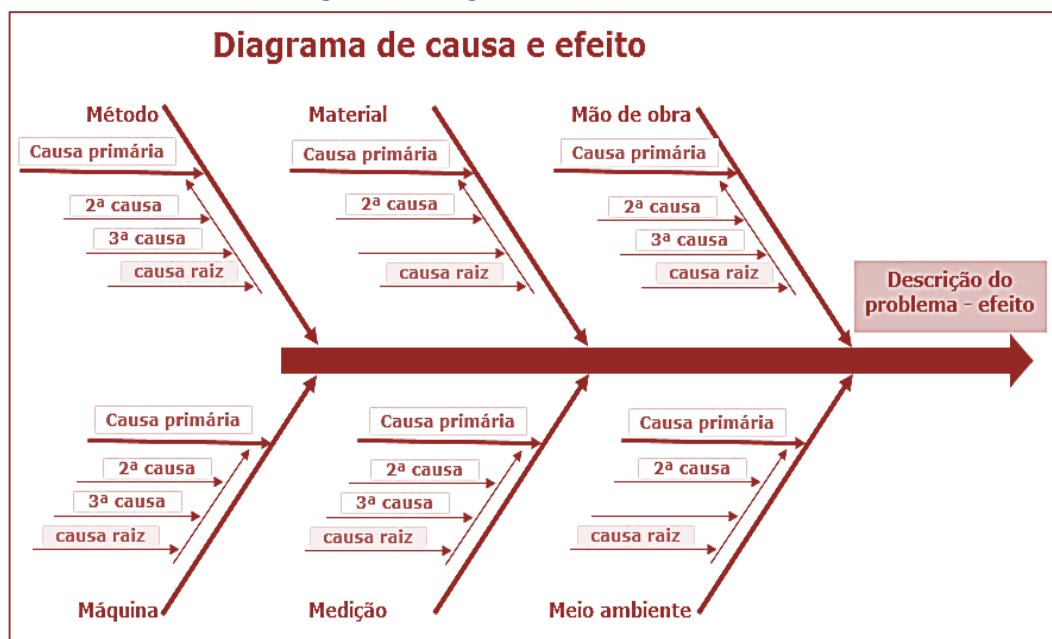 Diagrama de causa e efeito
Método
Causa primária
2ª causa
3ª causa
causa raiz
Material
Causa primária
2ª causa
causa raiz
Mão de obra
Causa primária
2ª causa
3ª causa
causa raiz
Descrição do
problema - efeito
Causa primária
2ª causa
3ª causa
causa raiz
Máquina
Causa primária
2ª causa
3ª causa
causa raiz
Medição
Causa primária
2ª causa
causa raiz
Meio ambiente